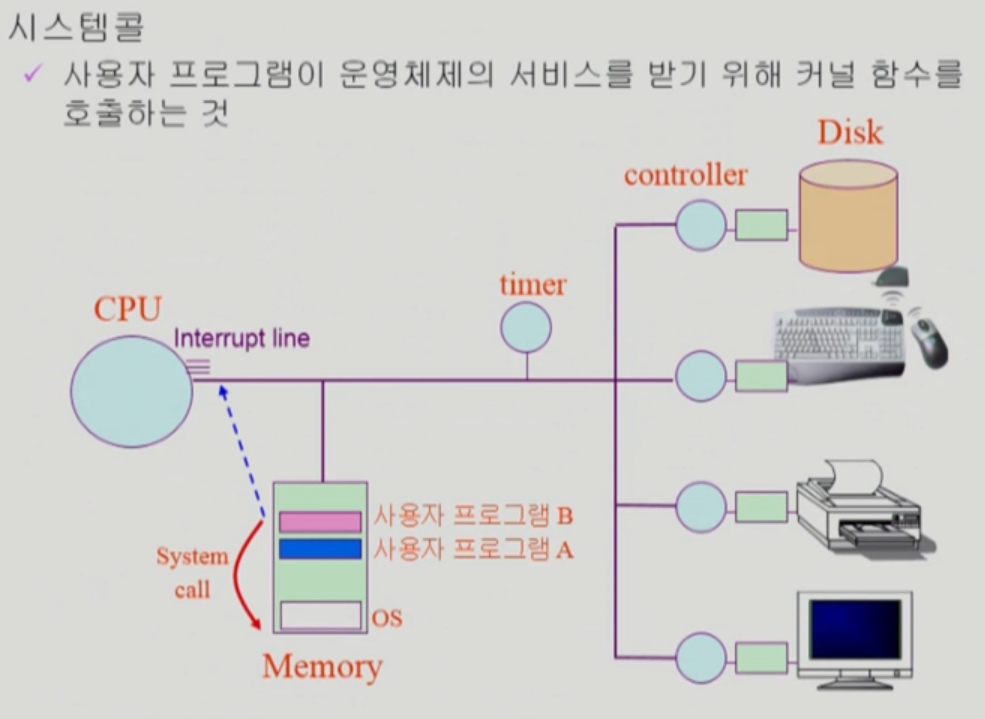 시스템콜
✓ 사용자 프로그램이 운영체제의 서비스를 받기 위해 커널 함수를
호출하는 것
Disk
controller
timer
CPU
Interrupt line
사용자 프로그램 B
사용자 프로그램 A
System
call
OS
Memory